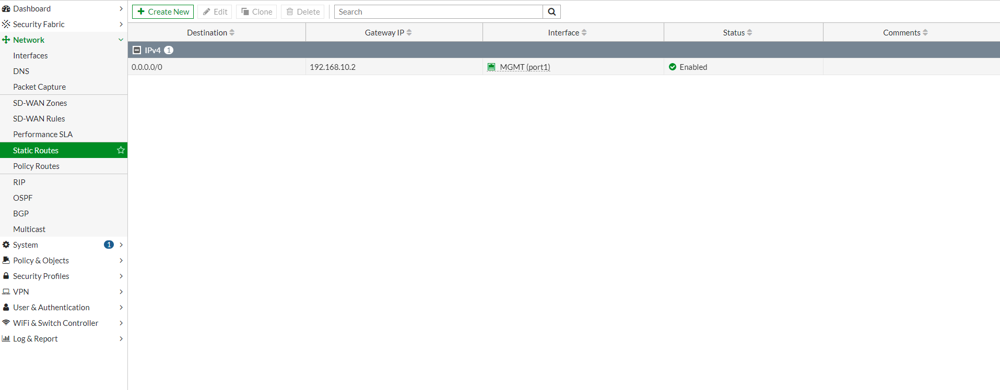 Dashboard
Security Fabric
Network
Interfaces
DNS
Packet Capture
SD-WAN Zones
SD-WAN Rules
Performance SLA
Static Routes
Policy Routes
RIP
OSPF
BGP
Multicast
System 1
Policy & Objects
Security Profiles
VPN
User & Authentication
WiFi & Switch Controller
Log & Report
Create New Edit Clone Delete Search
Destination Gateway IP Interface Status Comments
IPv4 1
0.0.0.0/0 192.168.10.2 MGMT (port1) Enabled